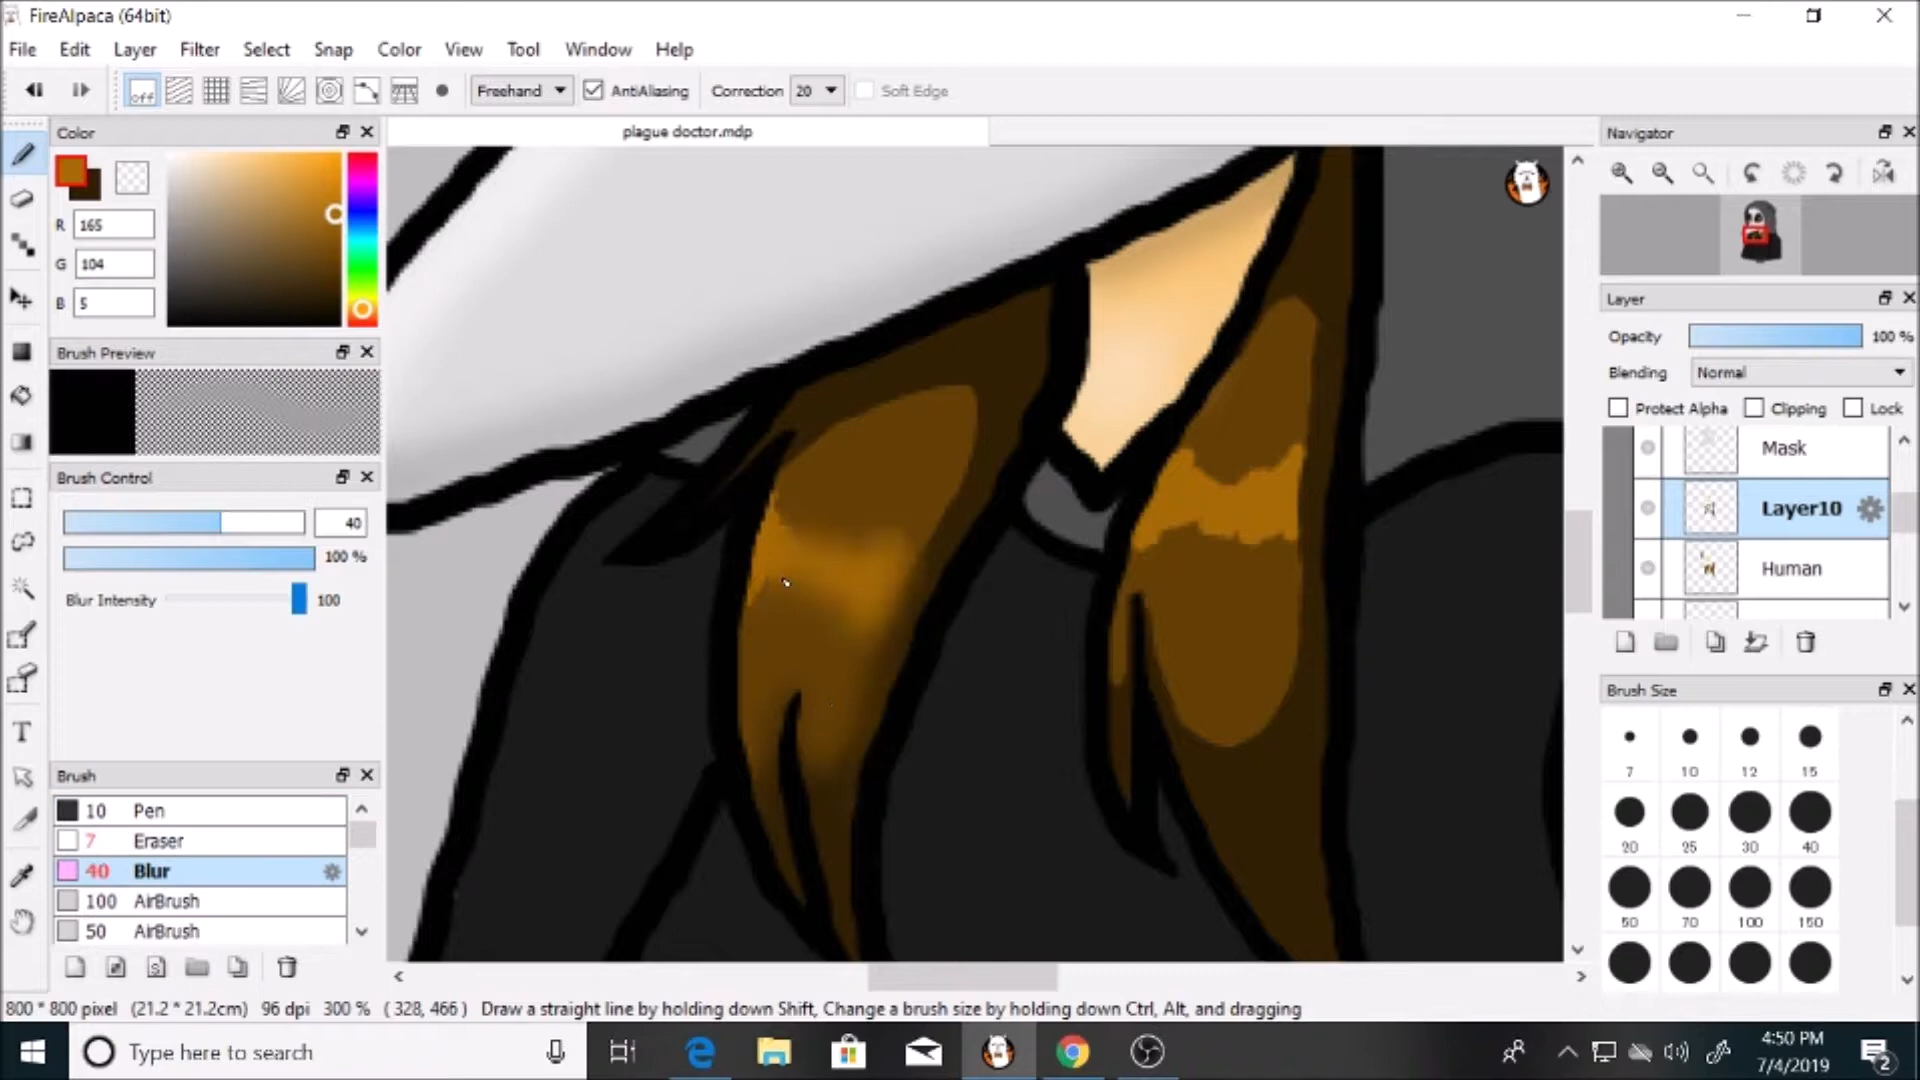 FireAlpaca (64bit)
File Edit Layer Filter Select Snap Color View Tool Window Help
off Freehand AntiAliasing Correction 20 Soft Edge
Color
R 165
G 104
B 5
Brush Preview
Brush Control
40
100 %
Blur Intensity 100
Brush
10 Pen
7 Eraser
40 Blur
100 AirBrush
50 AirBrush
plague doctor.mdp
Navigator
Layer
Opacity 100 %
Blending Normal
Protect Alpha Clipping Lock
Mask
Layer10
Human
Brush Size
7 10 12 15
20 25 30 40
50 70 100 150
800 * 800 pixel (21.2 * 21.2cm) 96 dpi 300 % ( 328, 466 ) Draw a straight line by holding down Shift, Change a brush size by holding down Ctrl, Alt, and dragging
Type here to search
4:50 PM
7/4/2019
2